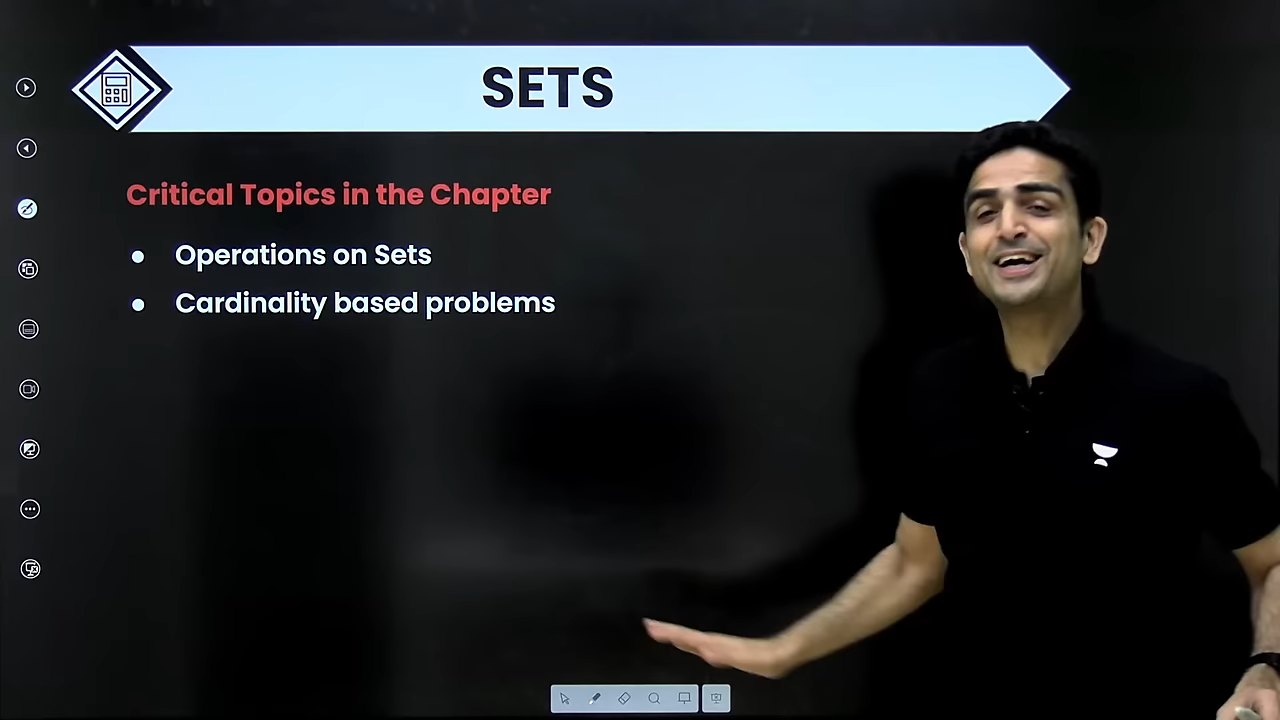 SETS
Critical Topics in the Chapter
Operations on Sets
Cardinality based problems